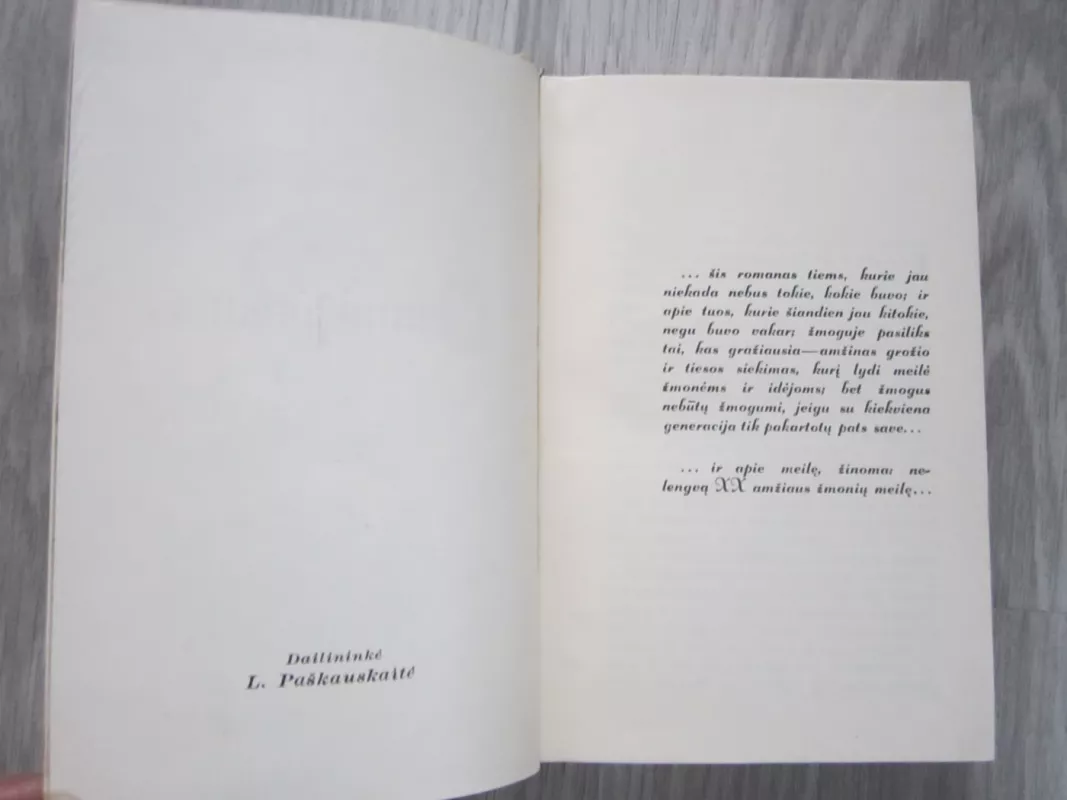 Dailininkė
L. Paškauskaitė
... šis romanas tiems, kurie jau
niekada nebus tokie, kokie buvo; ir
apie tuos, kurie šiandien jau kitokie,
negu buvo vakar; žmoguje pasiliks
tai, kas gražiausia—amžinas grožio
ir tiesos siekimas, kurį lydi meilė
žmonėms ir idėjoms; bet žmogus
nebūtų žmogumi, jeigu su kiekviena
generacija tik pakartotų pats save...
... ir apie meilę, žinoma: ne-
lengvą XX amžiaus žmonių meilę...